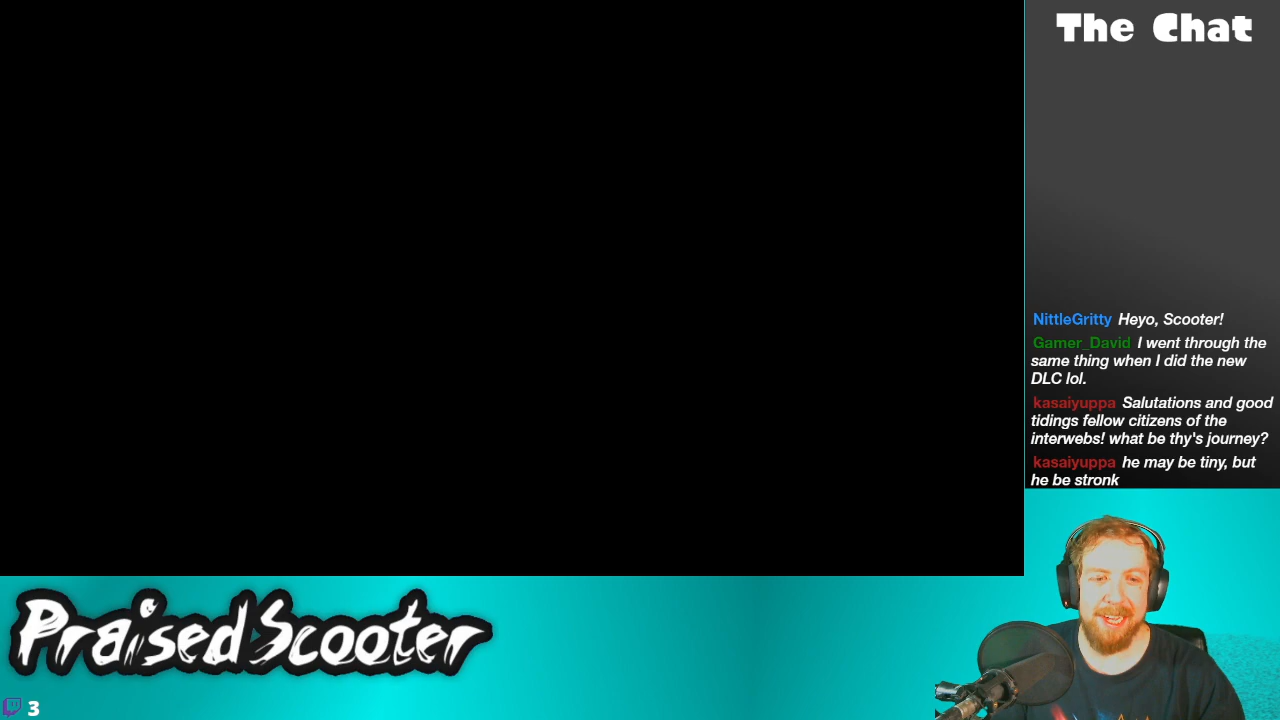 The Chat
NittleGritty Heyo, Scooter!
Gamer_David I went through the
same thing when I did the new
DLC lol.
kasaiyuppa Salutations and good
tidings fellow citizens of the
interwebs! what be thy's journey?
kasaiyuppa he may be tiny, but
he be stronk
PraisedScooter
3